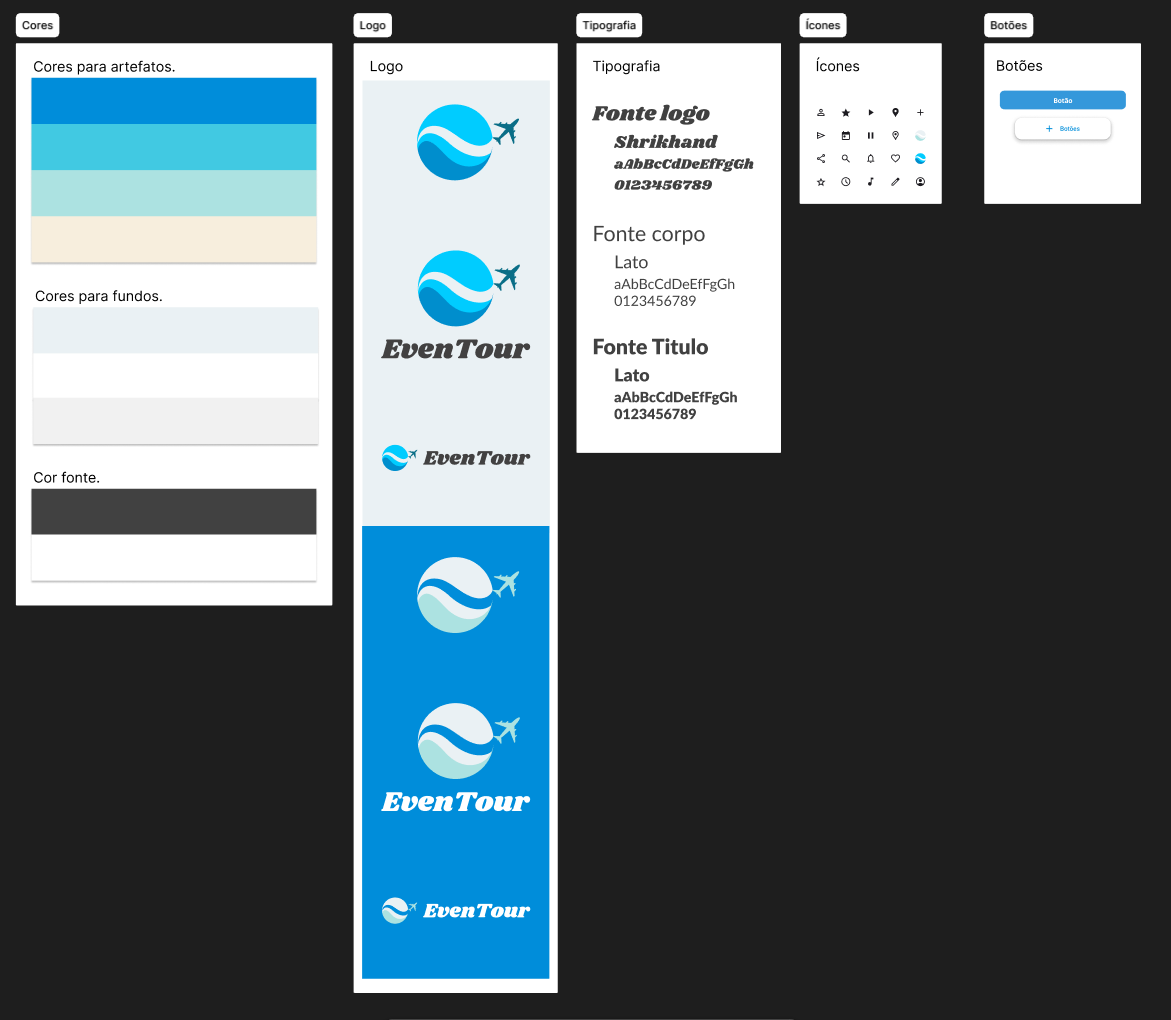 Cores
Cores para artefatos.
Cores para fundos.
Cor fonte.
Logo
Logo
EvenTour
EvenTour
EvenTour
EvenTour
Tipografia
Tipografia
Fonte logo
Shrikhand
aAbBcCdDeEfFgGh
0123456789
Fonte corpo
Lato
aAbBcCdDeEfFgGh
0123456789
Fonte Titulo
Lato
aAbBcCdDeEfFgGh
0123456789
Ícones
Ícones
Botões
Botões
Botão
Botões